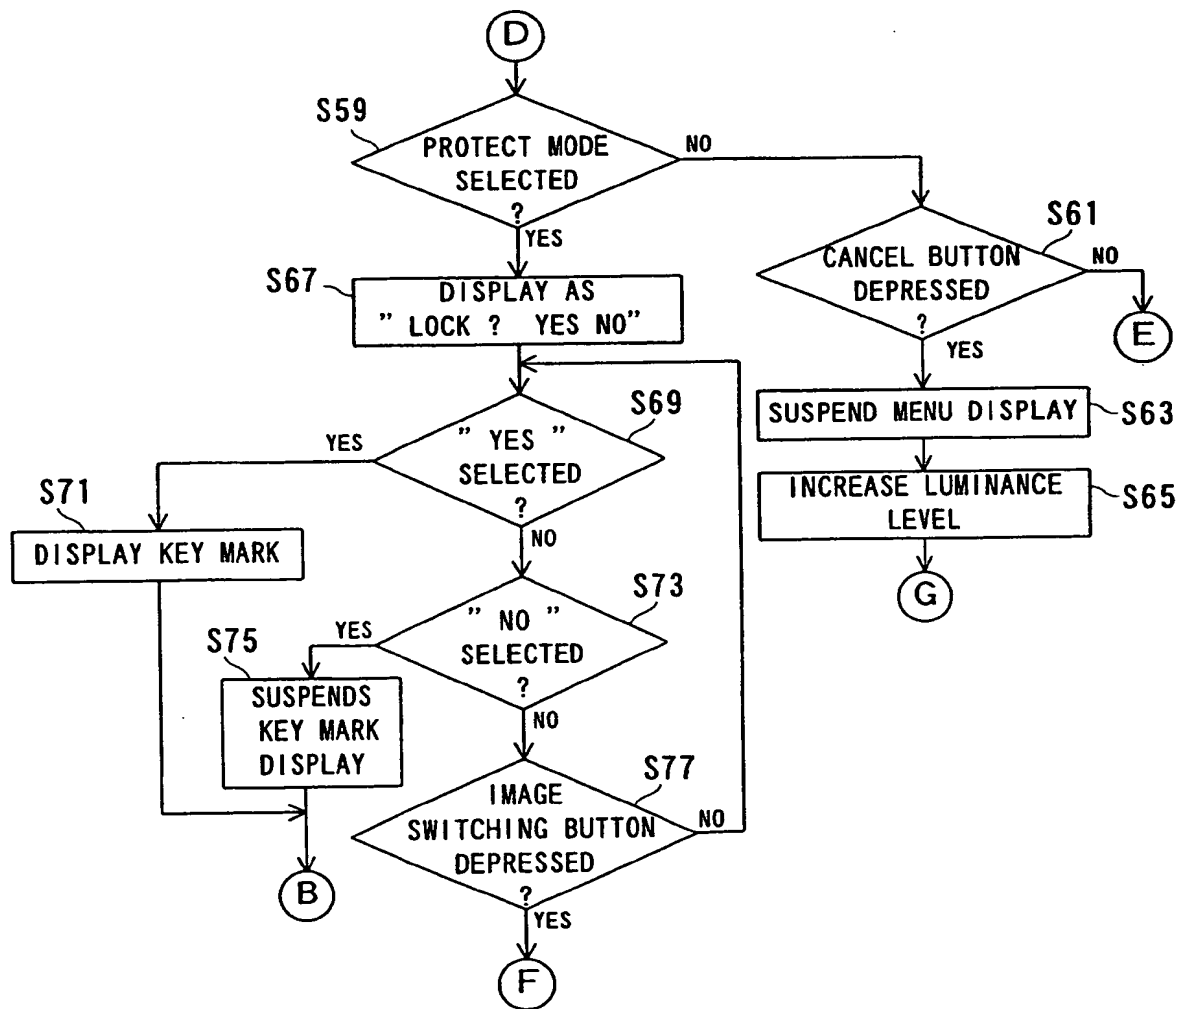 D
S59
PROTECT MODE
SELECTED
?
NO
YES
S61
CANCEL BUTTON
DEPRESSED
?
NO
E
YES
S67
DISPLAY AS
" LOCK ? YES NO"
S63
SUSPEND MENU DISPLAY
S65
INCREASE LUMINANCE
LEVEL
G
S69
" YES "
SELECTED
?
YES
NO
S71
DISPLAY KEY MARK
S73
" NO "
SELECTED
?
YES
NO
S75
SUSPENDS
KEY MARK
DISPLAY
B
S77
IMAGE
SWITCHING BUTTON
DEPRESSED
?
NO
YES
F